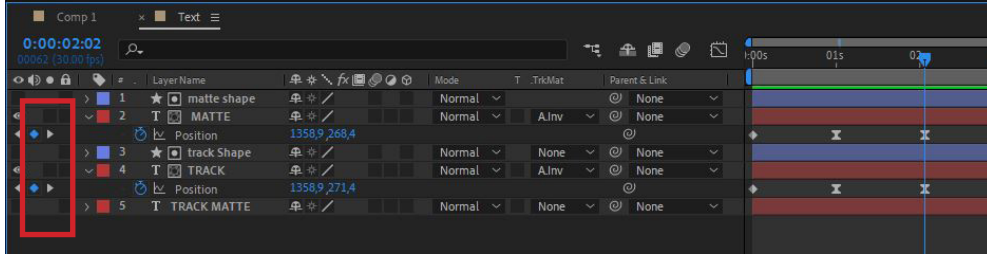 Comp 1 × Text
0:00:02:02
00062 (30.00 fps)
:00s 01s 02s
# . Layer Name fx Mode T .TrkMat Parent & Link
1 matte shape Normal None
2 T MATTE Normal A.Inv None
Position 1358,9,268,4
3 track Shape Normal None None
4 T TRACK Normal A.Inv None
Position 1358,9,271,4
5 T TRACK MATTE Normal None None